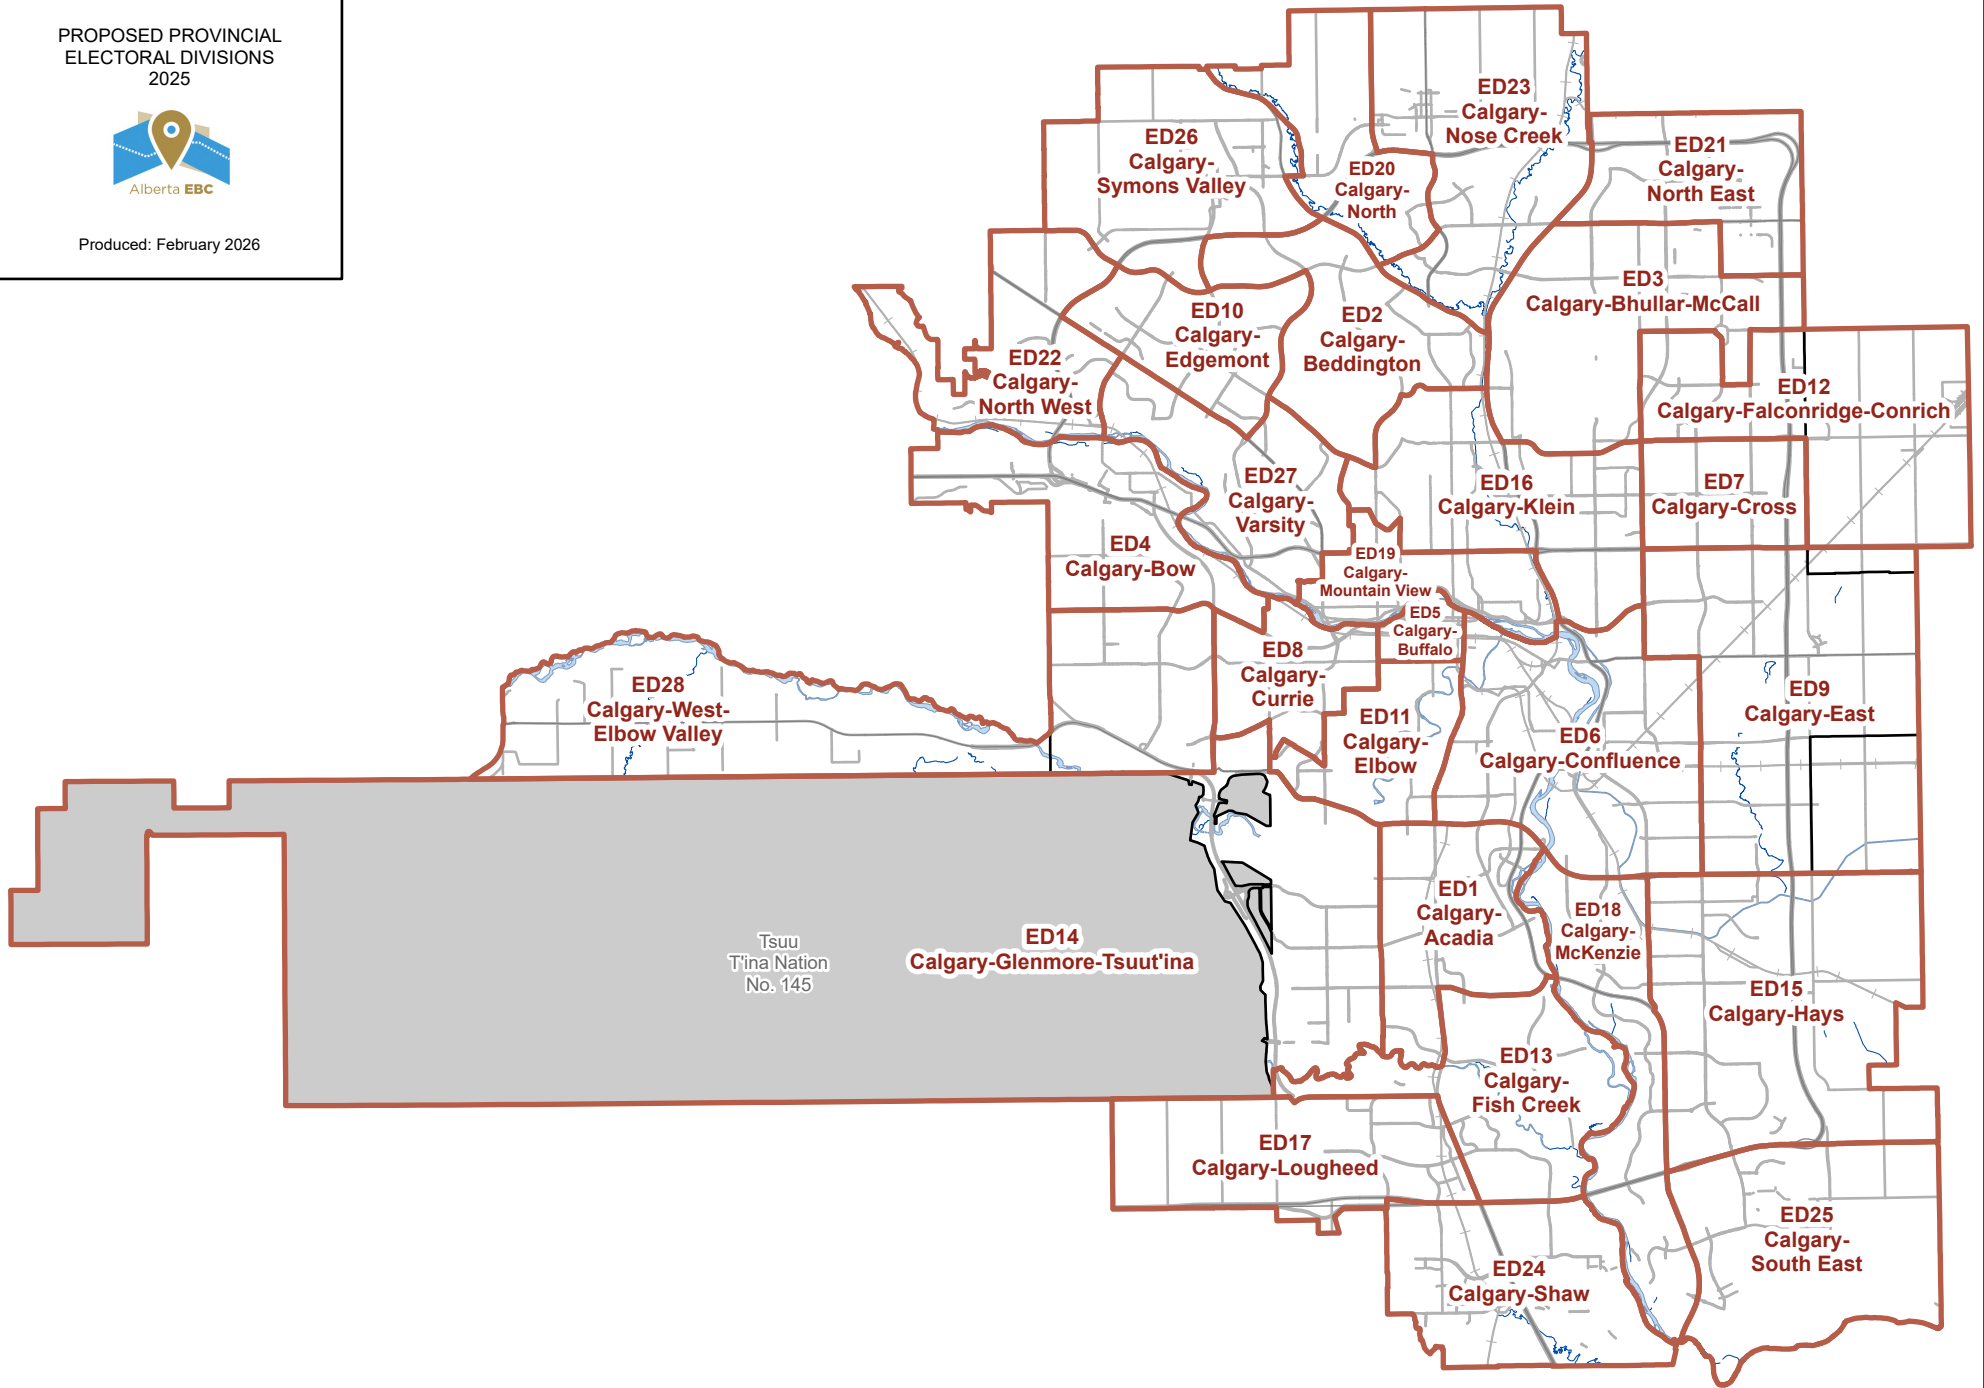 PROPOSED PROVINCIAL
ELECTORAL DIVISIONS
2025
Alberta EBC
Produced: February 2026
ED23
Calgary-
Nose Creek
ED26
Calgary-
Symons Valley
ED20
Calgary-
North
ED21
Calgary-
North East
ED3
Calgary-Bhullar-McCall
ED10
Calgary-
Edgemont
ED2
Calgary-
Beddington
ED22
Calgary-
North West
ED12
Calgary-Falconridge-Conrich
ED27
Calgary-
Varsity
ED16
Calgary-Klein
ED7
Calgary-Cross
ED4
Calgary-Bow
ED19
Calgary-
Mountain View
ED5
Calgary-
Buffalo
ED8
Calgary-
Currie
ED28
Calgary-West-
Elbow Valley
ED11
Calgary-
Elbow
ED6
Calgary-Confluence
ED9
Calgary-East
Tsuu
T'ina Nation
No. 145
ED14
Calgary-Glenmore-Tsuut'ina
ED1
Calgary-
Acadia
ED18
Calgary-
McKenzie
ED15
Calgary-Hays
ED13
Calgary-
Fish Creek
ED17
Calgary-Lougheed
ED25
Calgary-
South East
ED24
Calgary-Shaw